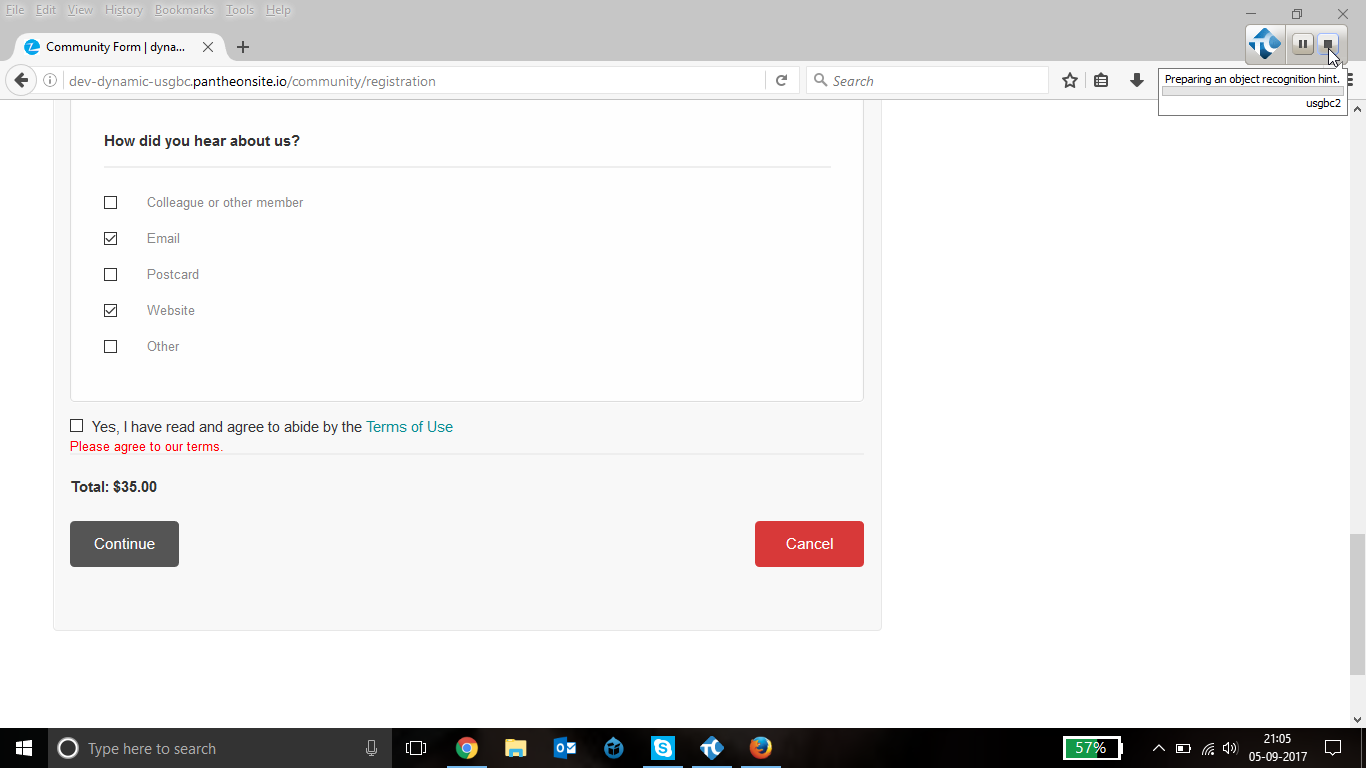 File Edit View History Bookmarks Tools Help
Community Form | dyna...
dev-dynamic-usgbc.pantheonsite.io/community/registration
Search
Preparing an object recognition hint.
usgbc2
How did you hear about us?
Colleague or other member
Email
Postcard
Website
Other
Yes, I have read and agree to abide by the Terms of Use
Please agree to our terms.
Total: $35.00
Continue
Cancel
Type here to search
57%
21:05
05-09-2017